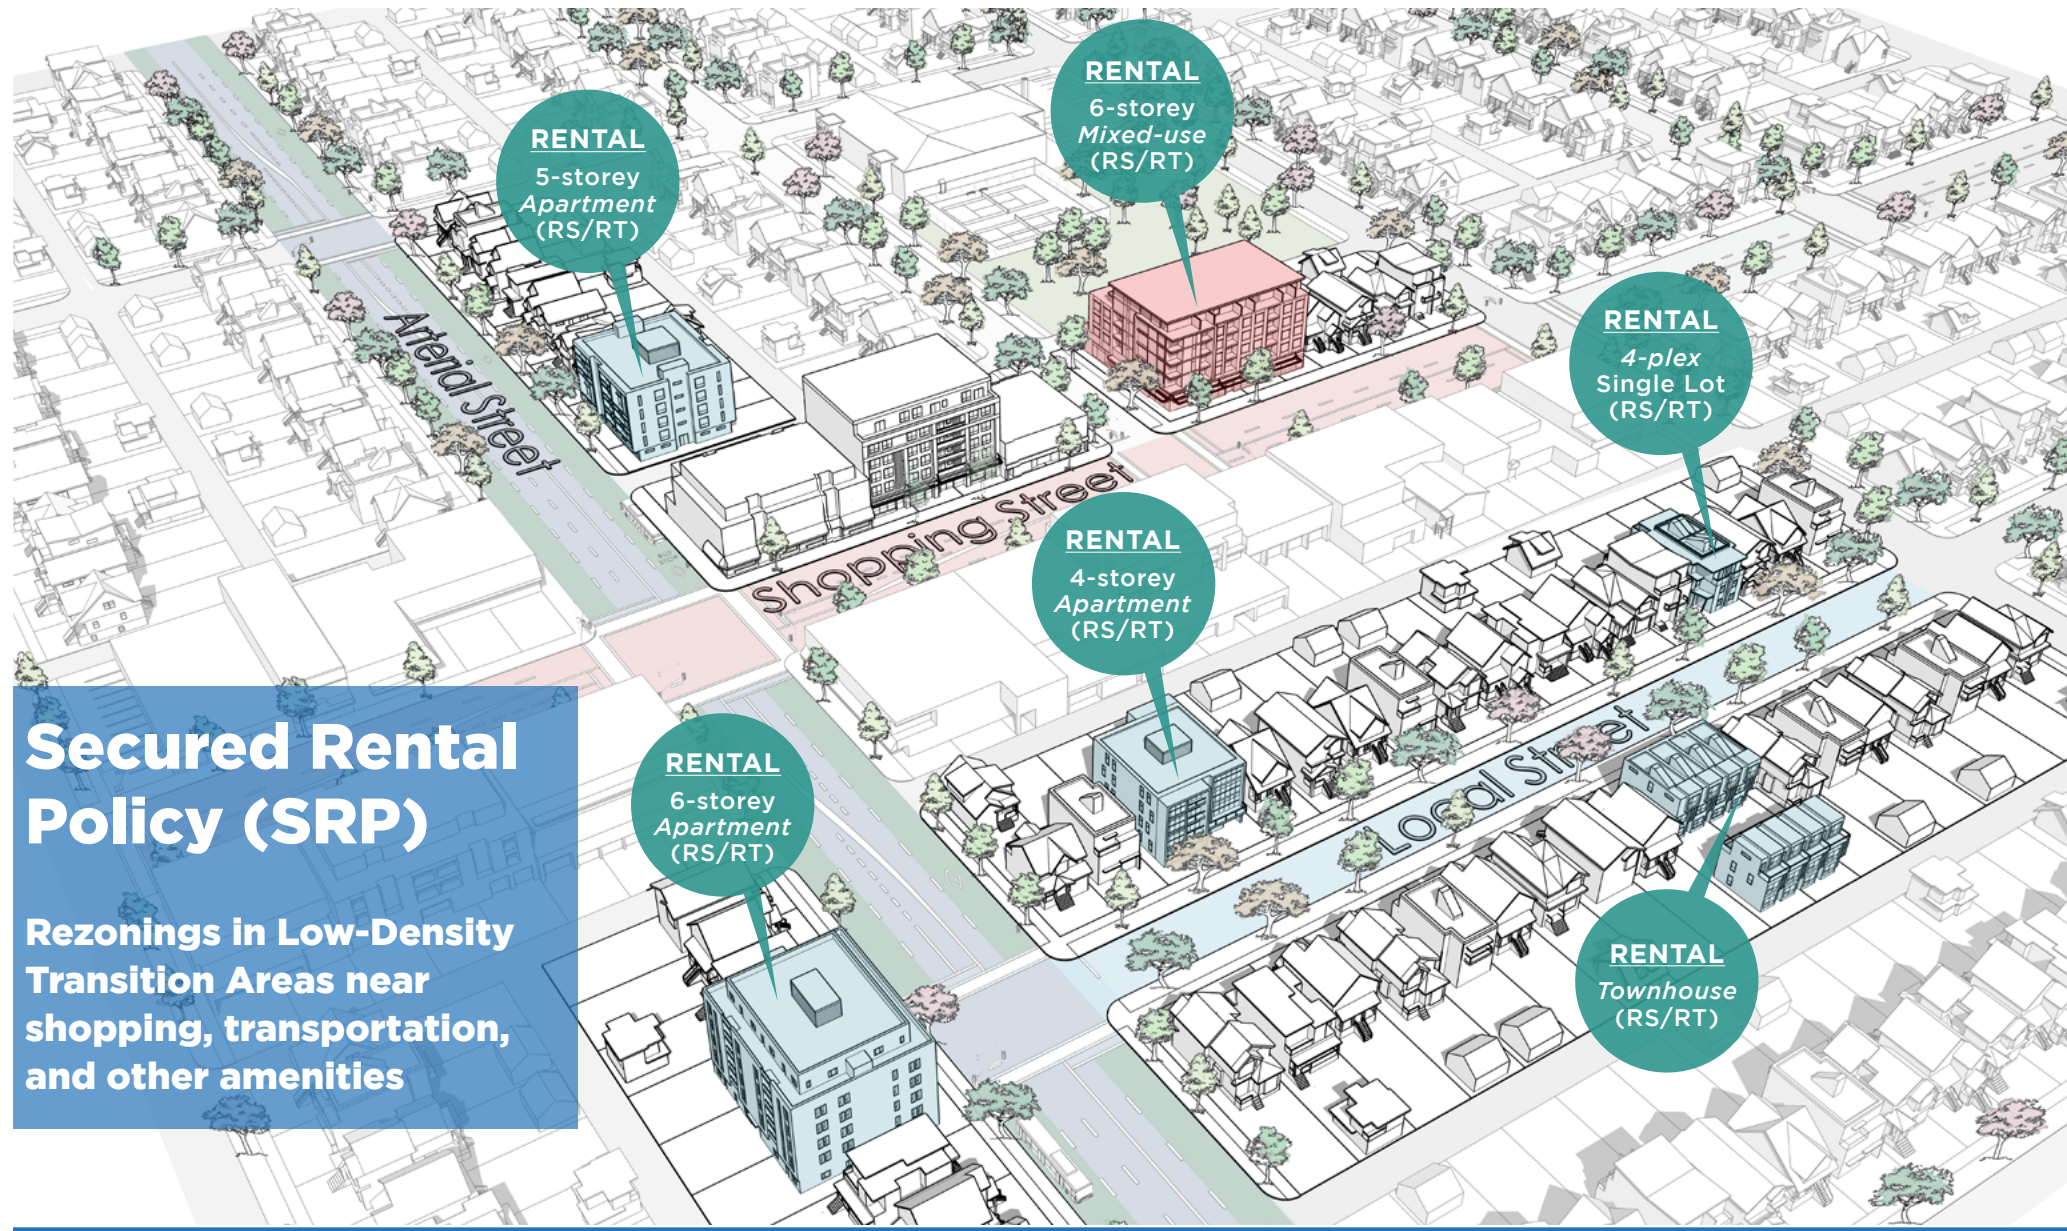 RENTAL
6-storey
Mixed-use
(RS/RT)
RENTAL
5-storey
Apartment
(RS/RT)
RENTAL
4-plex
Single Lot
(RS/RT)
Arterial Street
Shopping Street
RENTAL
4-storey
Apartment
(RS/RT)
Local Street
RENTAL
6-storey
Apartment
(RS/RT)
RENTAL
Townhouse
(RS/RT)
Secured Rental
Policy (SRP)
Rezonings in Low-Density
Transition Areas near
shopping, transportation,
and other amenities